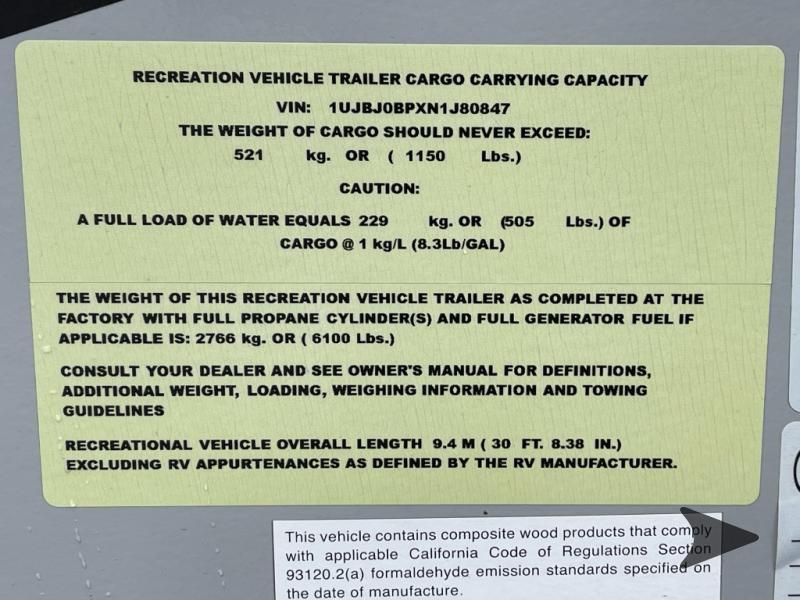 RECREATION VEHICLE TRAILER CARGO CARRYING CAPACITY
VIN: 1UJBJ0BPXN1J80847
THE WEIGHT OF CARGO SHOULD NEVER EXCEED:
521 kg. OR ( 1150 Lbs.)
CAUTION:
A FULL LOAD OF WATER EQUALS 229 kg. OR (505 Lbs.) OF
CARGO @ 1 kg/L (8.3Lb/GAL)
THE WEIGHT OF THIS RECREATION VEHICLE TRAILER AS COMPLETED AT THE
FACTORY WITH FULL PROPANE CYLINDER(S) AND FULL GENERATOR FUEL IF
APPLICABLE IS: 2766 kg. OR ( 6100 Lbs.)
CONSULT YOUR DEALER AND SEE OWNER'S MANUAL FOR DEFINITIONS,
ADDITIONAL WEIGHT, LOADING, WEIGHING INFORMATION AND TOWING
GUIDELINES
RECREATIONAL VEHICLE OVERALL LENGTH 9.4 M ( 30 FT. 8.38 IN.)
EXCLUDING RV APPURTENANCES AS DEFINED BY THE RV MANUFACTURER.
This vehicle contains composite wood products that comply
with applicable California Code of Regulations Section
93120.2(a) formaldehyde emission standards specified on
the date of manufacture.